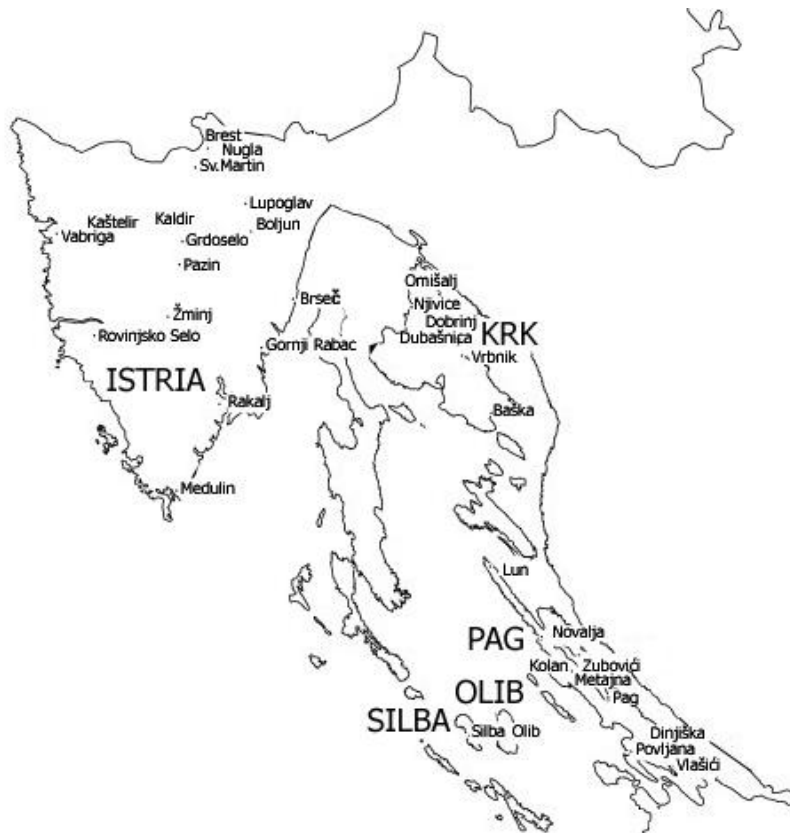 Brest
Nugla
Sv.Martin
Lupoglav
Kaštelir
Kaldir
Boljun
Vabriga
Grdoselo
Pazin
Omišalj
Brseič
Njivice
Žminj
Dobrinj
KRK
Rovinjsko Selo
Dubašnica
Gornji Rabac
Vrbnik
ISTRIA
Rakalj
Baška
Medulin
Lun
Novalja
PAG
Kolan
Zubovići
Metajna
OLIB
Pag
SILBA
Silba
Olib
Dinjiška
Povljana
Vlašići